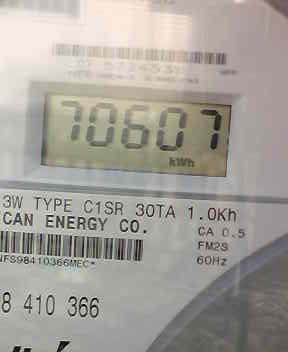 70607
kWh
3W TYPE C1SR 30TA 1.0Kh
CAN ENERGY CO.
CA 0.5
FM2S
60Hz
NFS98410366MEC*
8 410 366